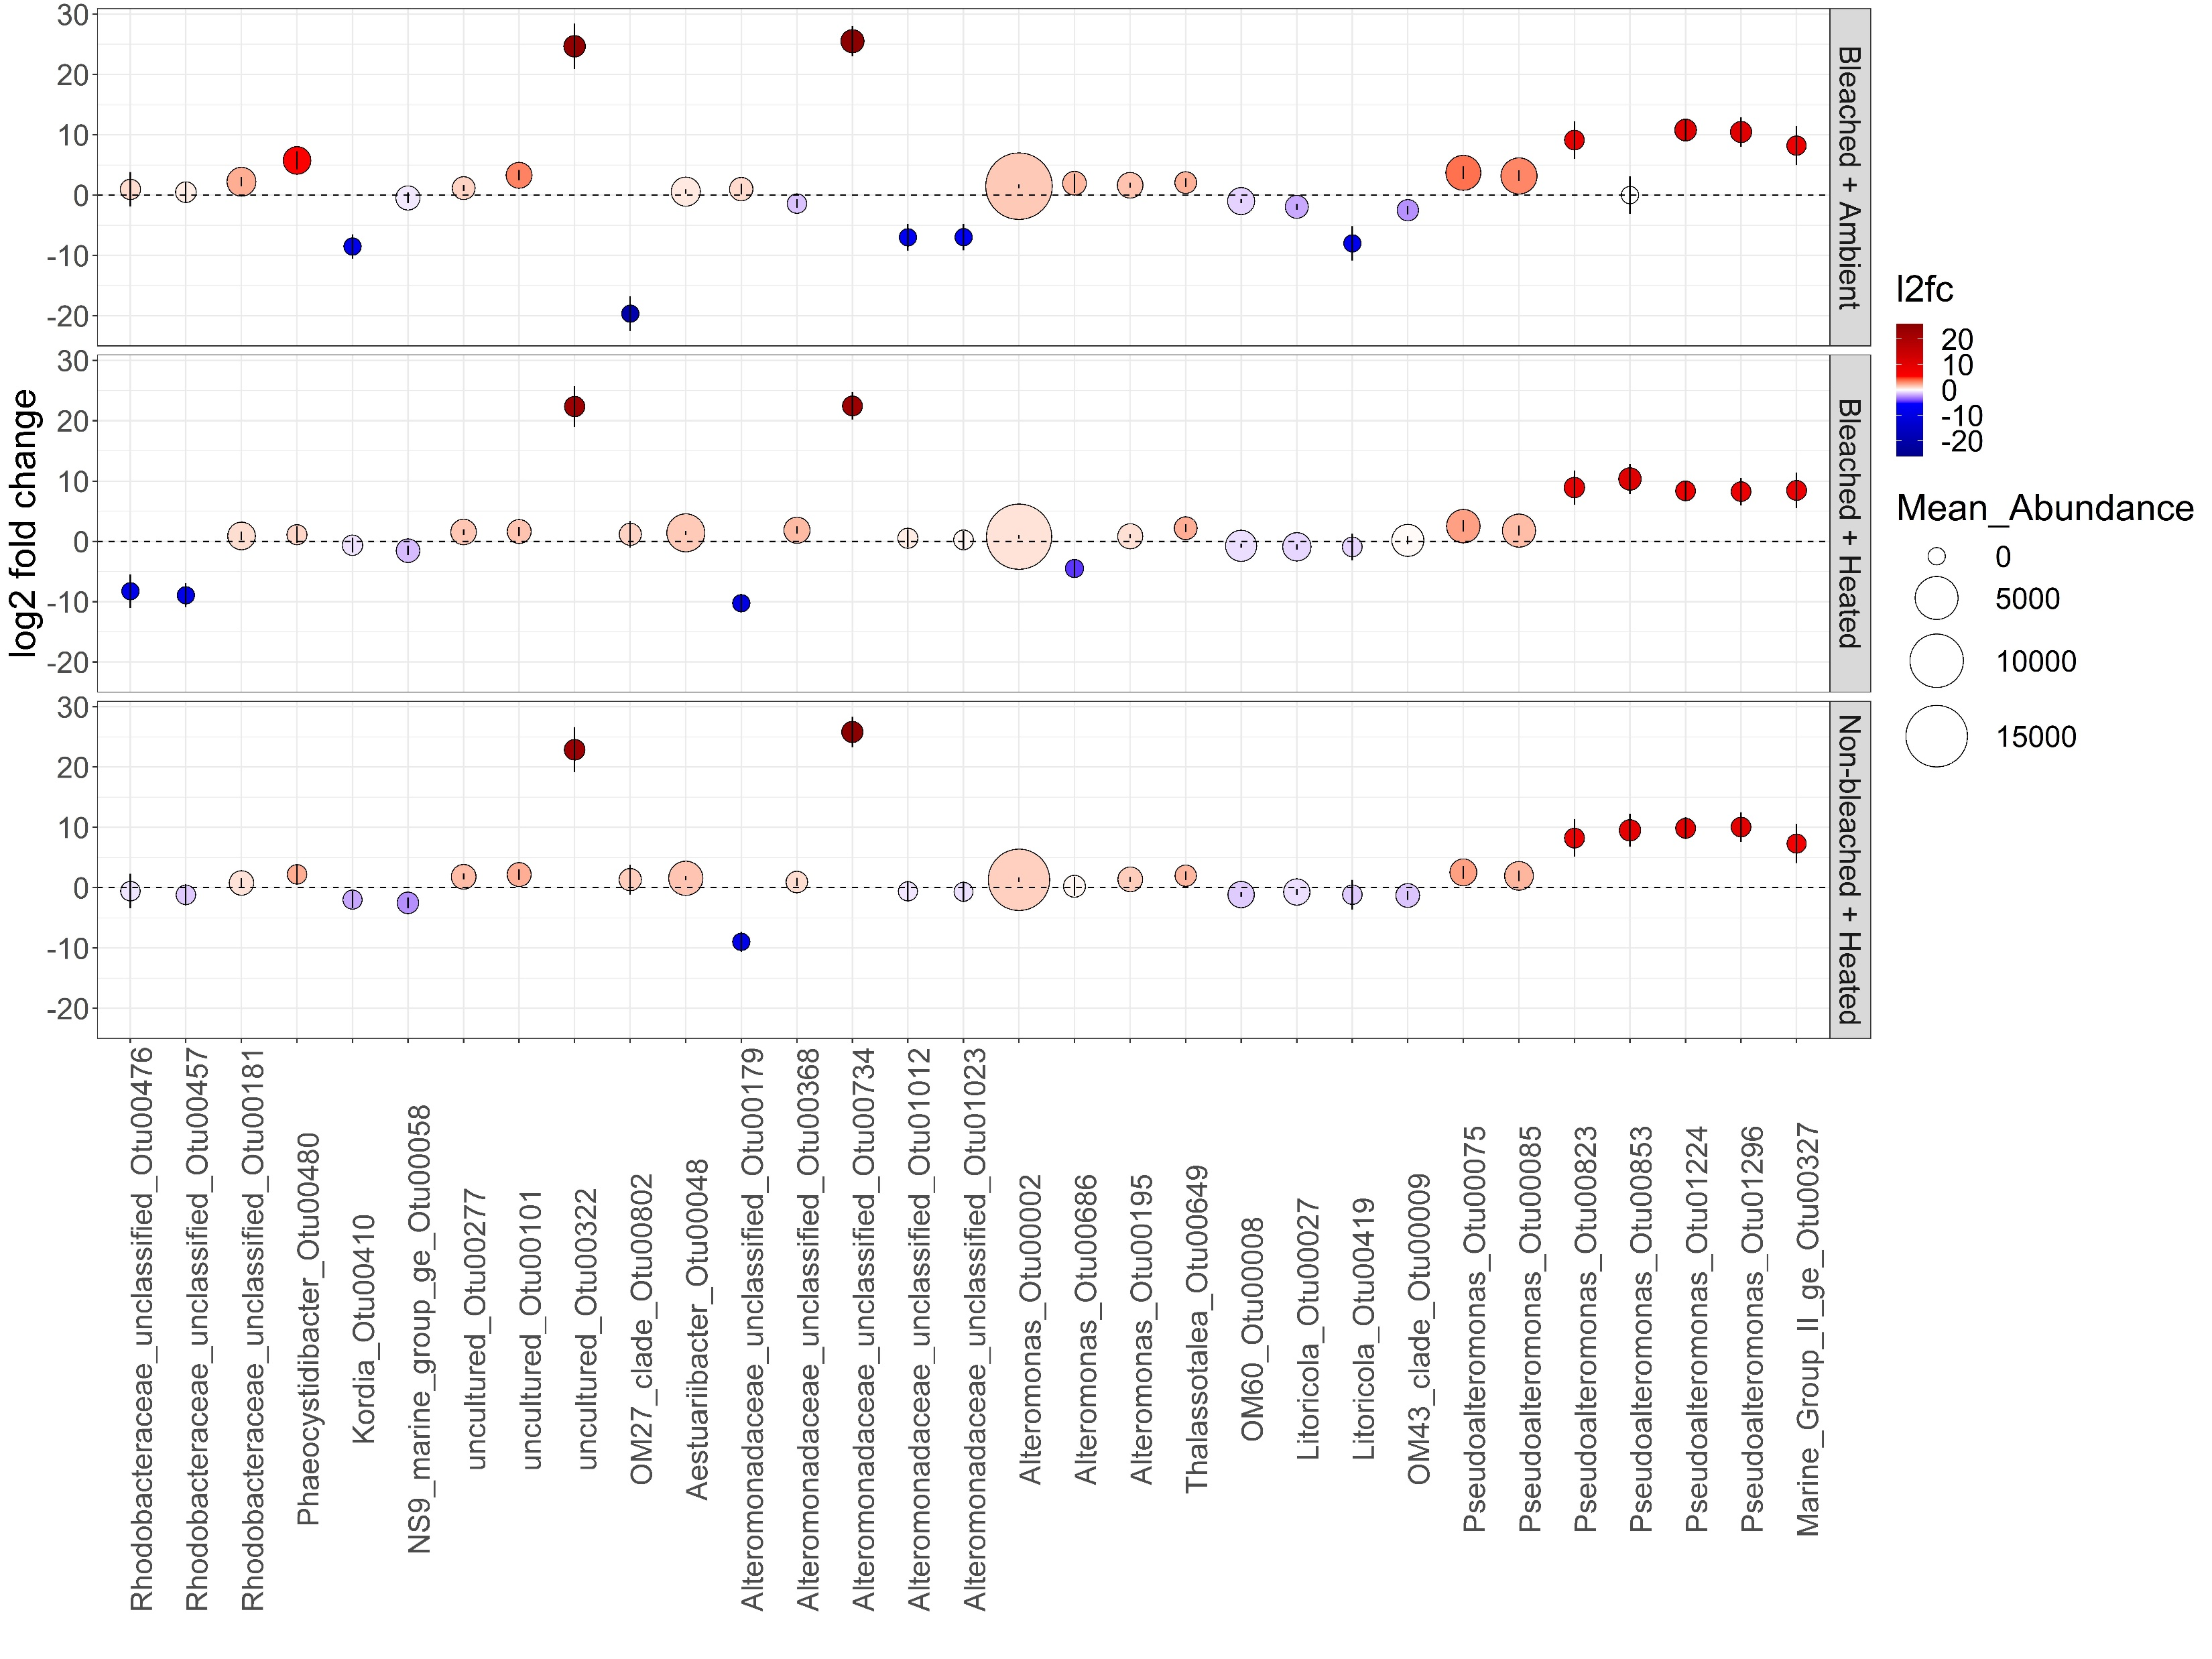 log2 fold change
30
20
10
0
-10
-20
Bleached + Ambient
30
20
10
0
-10
-20
Bleached + Heated
30
20
10
0
-10
-20
Non-bleached + Heated
Rhodobacteraceae_unclassified_Otu00476
Rhodobacteraceae_unclassified_Otu00457
Rhodobacteraceae_unclassified_Otu00181
Phaeocystidibacter_Otu00480
Kordia_Otu00410
NS9_marine_group_ge_Otu00058
uncultured_Otu00277
uncultured_Otu00101
uncultured_Otu00322
OM27_clade_Otu00802
Aestuariibacter_Otu00048
Alteromonadaceae_unclassified_Otu00179
Alteromonadaceae_unclassified_Otu00368
Alteromonadaceae_unclassified_Otu00734
Alteromonadaceae_unclassified_Otu01012
Alteromonadaceae_unclassified_Otu01023
Alteromonas_Otu00002
Alteromonas_Otu00686
Alteromonas_Otu00195
Thalassotalea_Otu00649
OM60_Otu00008
Litoricola_Otu00027
Litoricola_Otu00419
OM43_clade_Otu00009
Pseudoalteromonas_Otu00075
Pseudoalteromonas_Otu00085
Pseudoalteromonas_Otu00823
Pseudoalteromonas_Otu00853
Pseudoalteromonas_Otu01224
Pseudoalteromonas_Otu01296
Marine_Group_II_ge_Otu00327
l2fc
20
10
0
-10
-20
Mean_Abundance
0
5000
10000
15000